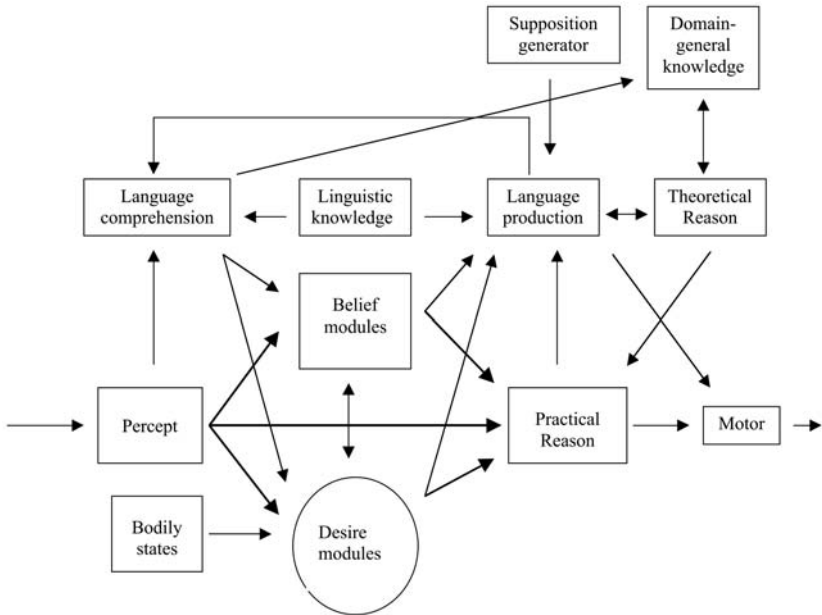 Supposition
generator
Domain-
general
knowledge
Language
comprehension
Linguistic
knowledge
Language
production
Theoretical
Reason
Belief
modules
Percept
Practical
Reason
Motor
Bodily
states
Desire
modules